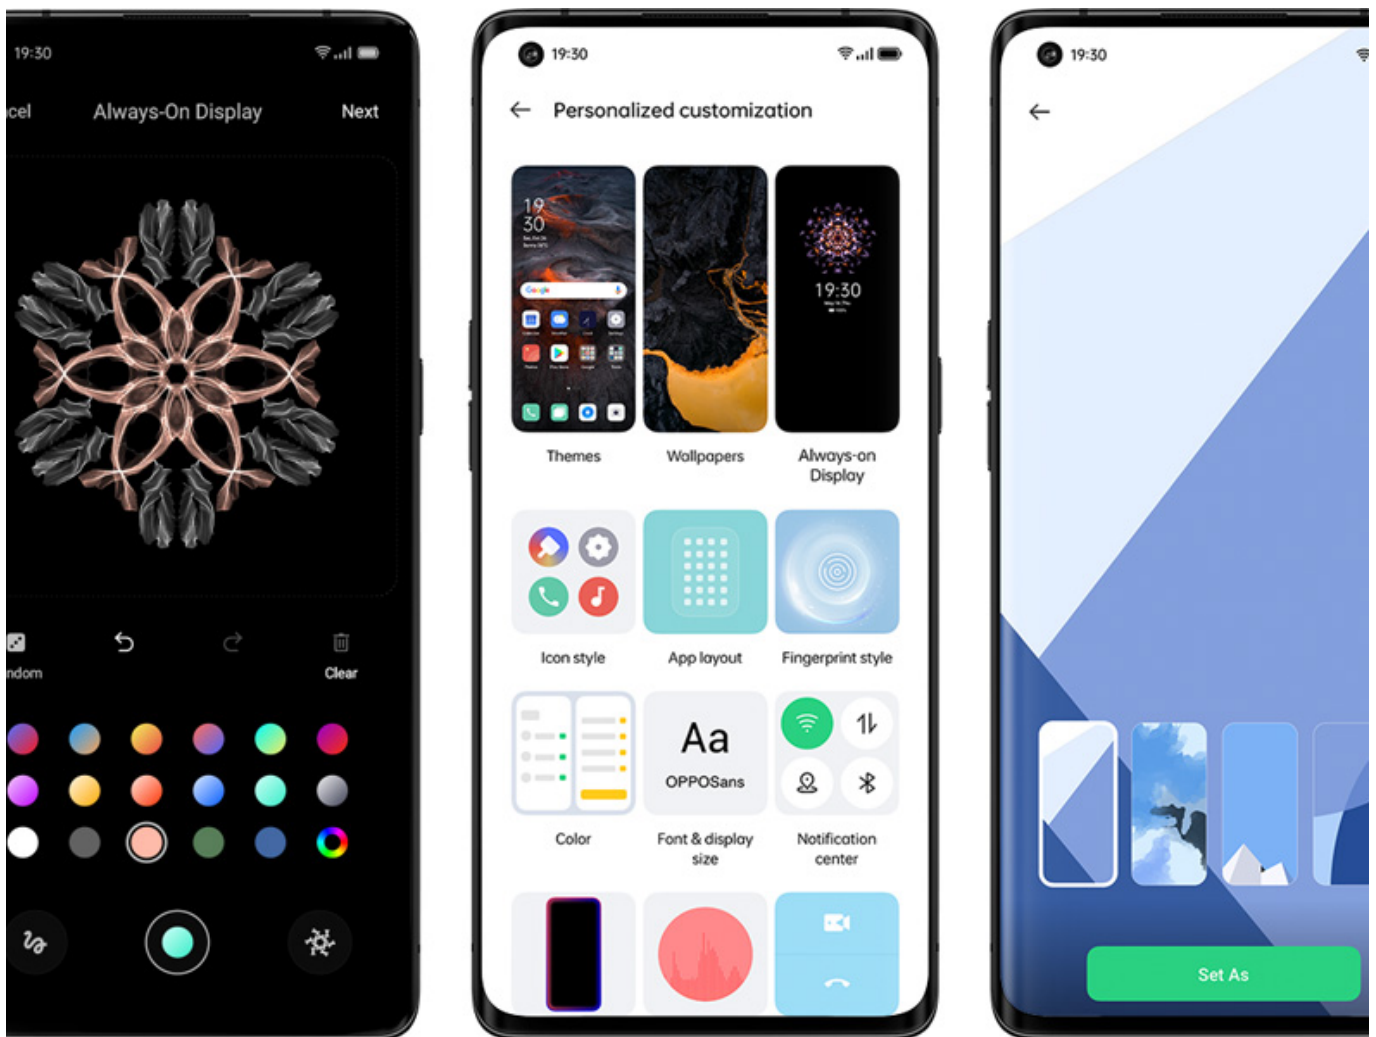 19:30
cel
Always-On Display
Next
ndom
Clear
19:30
Personalized customization
19
30
Google
19:30
Themes
Wallpapers
Always-on
Display
Icon style
App layout
Fingerprint style
Aa
OPPOSans
Color
Font & display
size
Notification
center
19:30
Set As